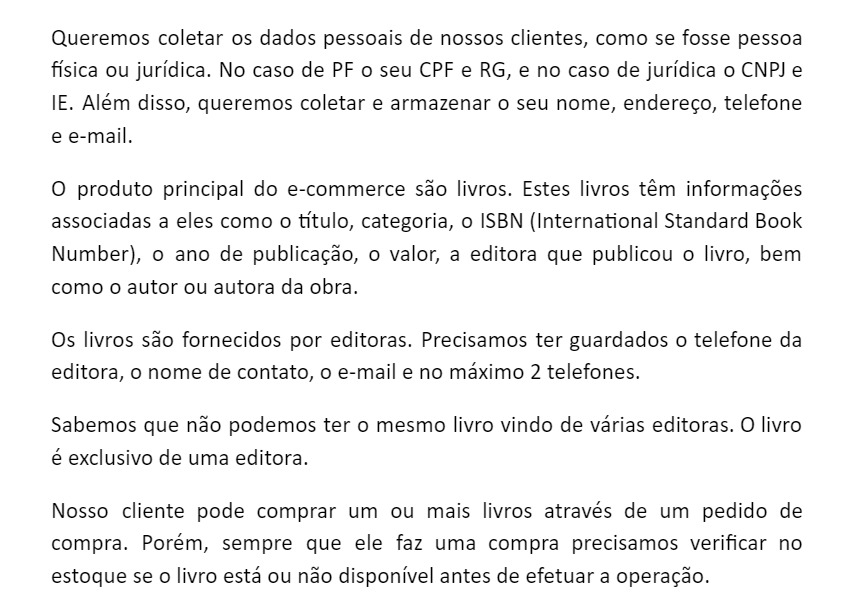 Queremos coletar os dados pessoais de nossos clientes, como se fosse pessoa
física ou jurídica. No caso de PF o seu CPF e RG, e no caso de jurídica o CNPJ e
IE. Além disso, queremos coletar e armazenar o seu nome, endereço, telefone
e e-mail.
O produto principal do e-commerce são livros. Estes livros têm informações
associadas a eles como o título, categoria, o ISBN (International Standard Book
Number), o ano de publicação, o valor, a editora que publicou o livro, bem
como o autor ou autora da obra.
Os livros são fornecidos por editoras. Precisamos ter guardados o telefone da
editora, o nome de contato, o e-mail e no máximo 2 telefones.
Sabemos que não podemos ter o mesmo livro vindo de várias editoras. O livro
é exclusivo de uma editora.
Nosso cliente pode comprar um ou mais livros através de um pedido de
compra. Porém, sempre que ele faz uma compra precisamos verificar no
estoque se o livro está ou não disponível antes de efetuar a operação.